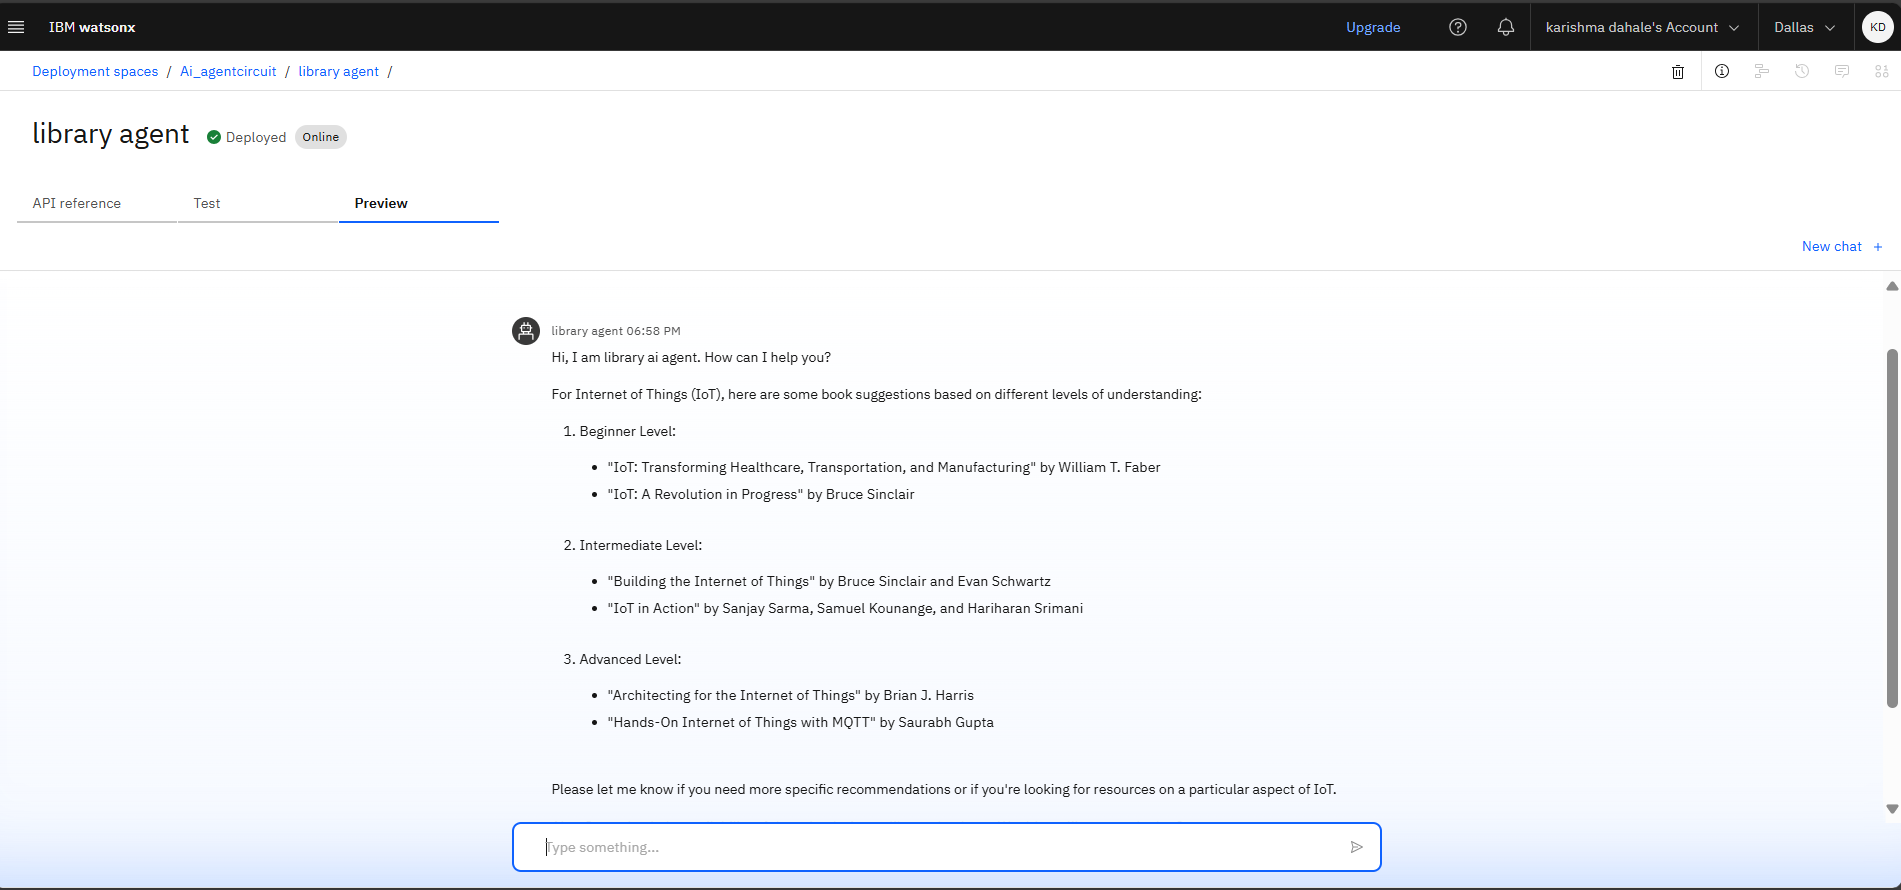 IBM watsonx
Upgrade
karishma dahale's Account
Dallas
KD
Deployment spaces / Ai_agentcircuit / library agent /
library agent
Deployed
Online
API reference
Test
Preview
New chat +
library agent 06:58 PM
Hi, I am library ai agent. How can I help you?
For Internet of Things (IoT), here are some book suggestions based on different levels of understanding:
1. Beginner Level:
• "IoT: Transforming Healthcare, Transportation, and Manufacturing" by William T. Faber
• "IoT: A Revolution in Progress" by Bruce Sinclair
2. Intermediate Level:
• "Building the Internet of Things" by Bruce Sinclair and Evan Schwartz
• "IoT in Action" by Sanjay Sarma, Samuel Kounange, and Hariharan Srimani
3. Advanced Level:
• "Architecting for the Internet of Things" by Brian J. Harris
• "Hands-On Internet of Things with MQTT" by Saurabh Gupta
Please let me know if you need more specific recommendations or if you're looking for resources on a particular aspect of IoT.
Type something...